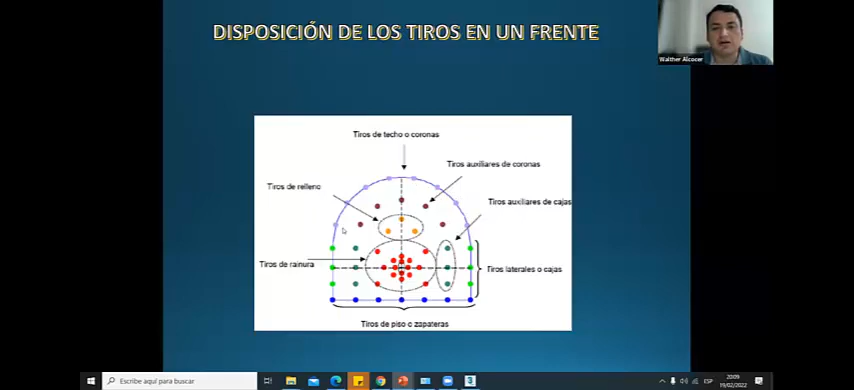 DISPOSICIÓN DE LOS TIROS EN UN FRENTE
Walther Alcocer
Tiros de techo o coronas
Tiros auxiliares de coronas
Tiros de relleno
Tiros auxiliares de cajas
Tiros de rainura
Tiros laterales o cajas
Tiros de piso o zapateras
Escribe aquí para buscar
ESP
20:09
19/02/2022